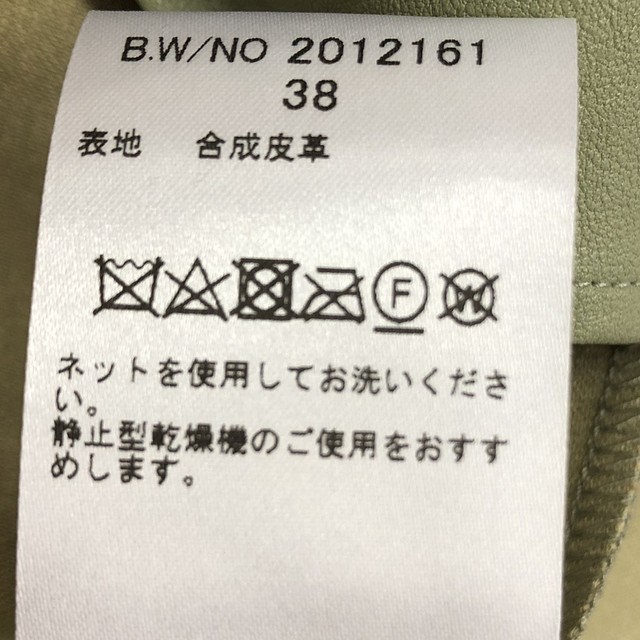 B.W/NO 2012161
38
表地 合成皮革
F W
ネットを使用してお洗いくださ
い。
静止型乾燥機のご使用をおすす
めします。